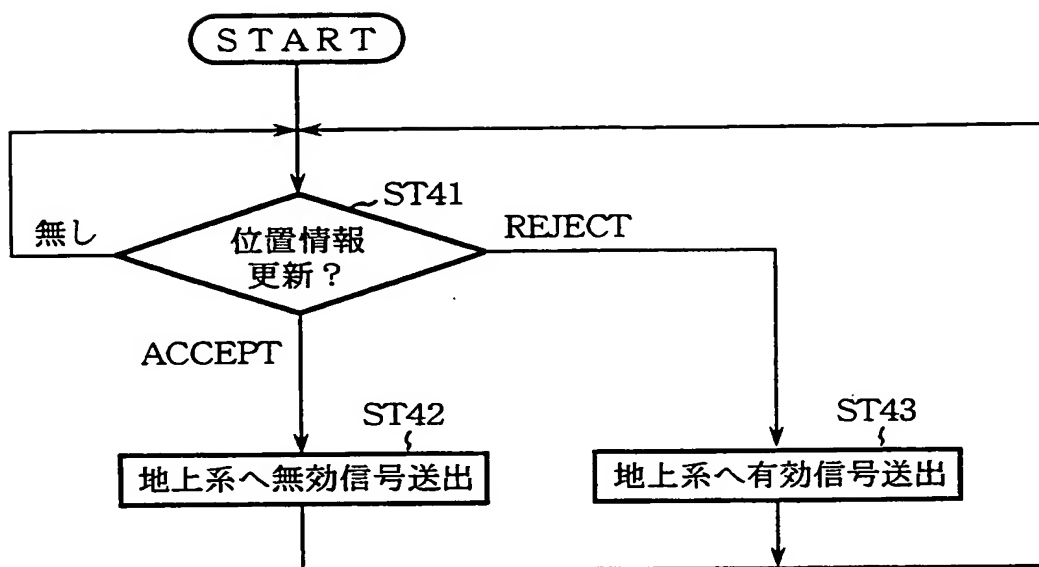 START
ST41
無し
位置情報
更新?
REJECT
ACCEPT
ST42
地上系へ無効信号送出
ST43
地上系へ有効信号送出